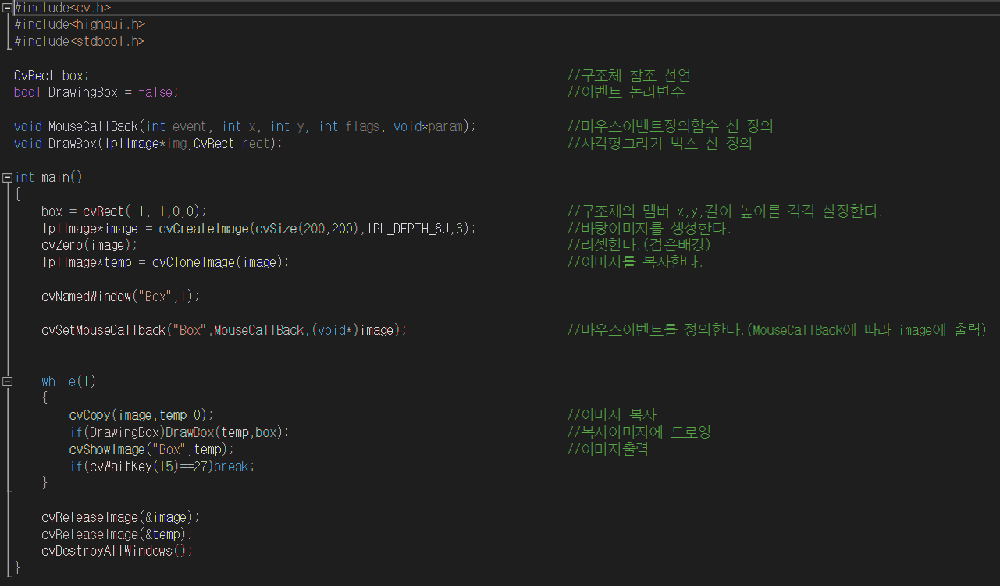 #include<cv.h>
#include<highgui.h>
#include<stdbool.h>
CvRect box; //구조체 참조 선언
bool DrawingBox = false; //이벤트 논리변수
void MouseCallBack(int event, int x, int y, int flags, void*param); //마우스이벤트정의함수 선 정의
void DrawBox(IplImage*img,CvRect rect); //사각형그리기 박스 선 정의
int main()
{
box = cvRect(-1,-1,0,0); //구조체의 멤버 x,y,길이 높이를 각각 설정한다.
IplImage*image = cvCreateImage(cvSize(200,200),IPL_DEPTH_8U,3); //바탕이미지를 생성한다.
cvZero(image); //리셋한다.(검은배경)
IplImage*temp = cvCloneImage(image); //이미지를 복사한다.
cvNamedWindow("Box",1);
cvSetMouseCallback("Box",MouseCallBack,(void*)image); //마우스이벤트를 정의한다.(MouseCallBack에 따라 image에 출력)
while(1)
{
cvCopy(image,temp,0); //이미지 복사
if(DrawingBox)DrawBox(temp,box); //복사이미지에 드로잉
cvShowImage("Box",temp); //이미지출력
if(cvWaitKey(15)==27)break;
}
cvReleaseImage(&image);
cvReleaseImage(&temp);
cvDestroyAllWindows();
}